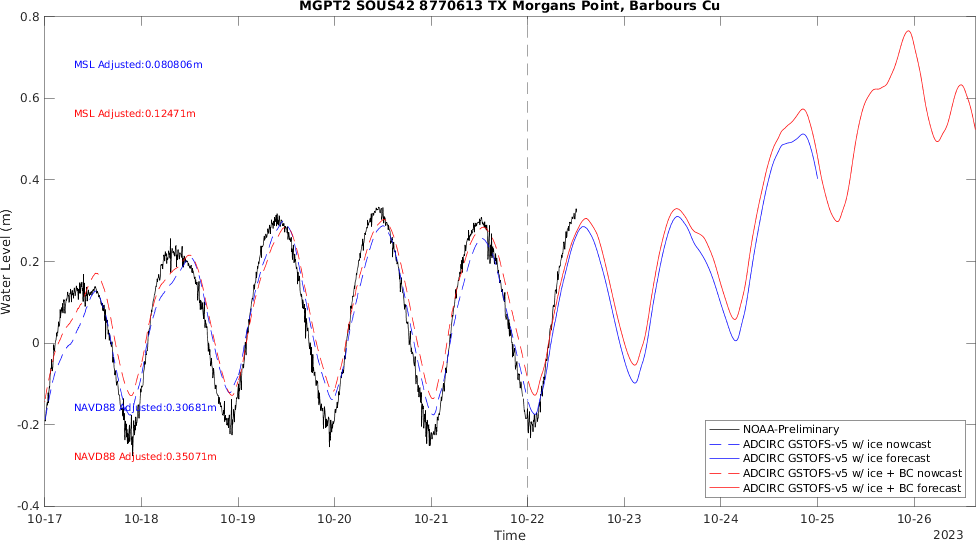 MGPT2 SOUS42 8770613 TX Morgans Point, Barbours Cu
0.8
0.6
0.4
0.2
0
-0.2
-0.4
Water Level (m)
MSL Adjusted:0.080806m
MSL Adjusted:0.12471m
NAVD88 Adjusted:0.30681m
NAVD88 Adjusted:0.35071m
NOAA-Preliminary
ADCIRC GSTOFS-v5 w/ ice nowcast
ADCIRC GSTOFS-v5 w/ ice forecast
ADCIRC GSTOFS-v5 w/ice + BC nowcast
ADCIRC GSTOFS-v5 w/ice + BC forecast
10-17 10-18 10-19 10-20 10-21 10-22 10-23 10-24 10-25 10-26
Time
2023